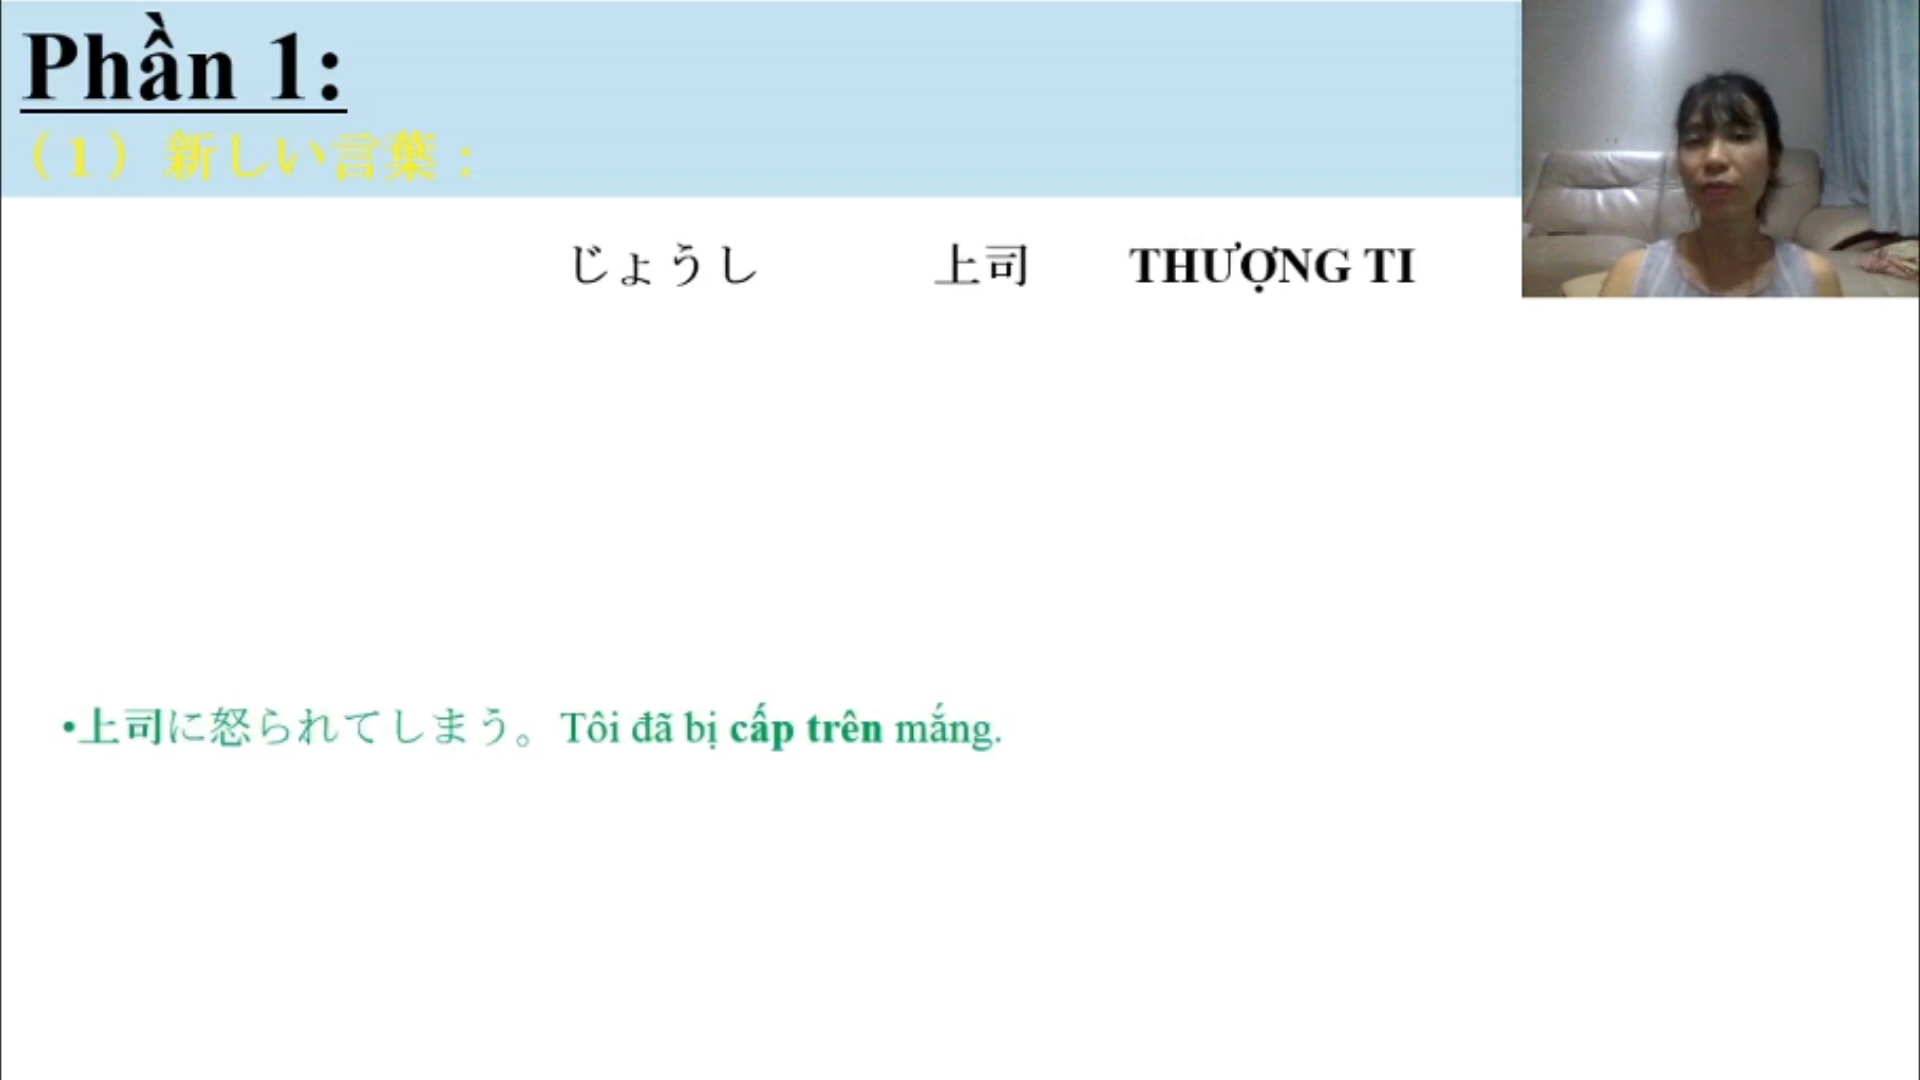 Phần 1:
（1）新しい言葉：
じょうし 上司 THƯỢNG TI
•上司に怒られてしまう。Tôi đã bị cấp trên mắng.